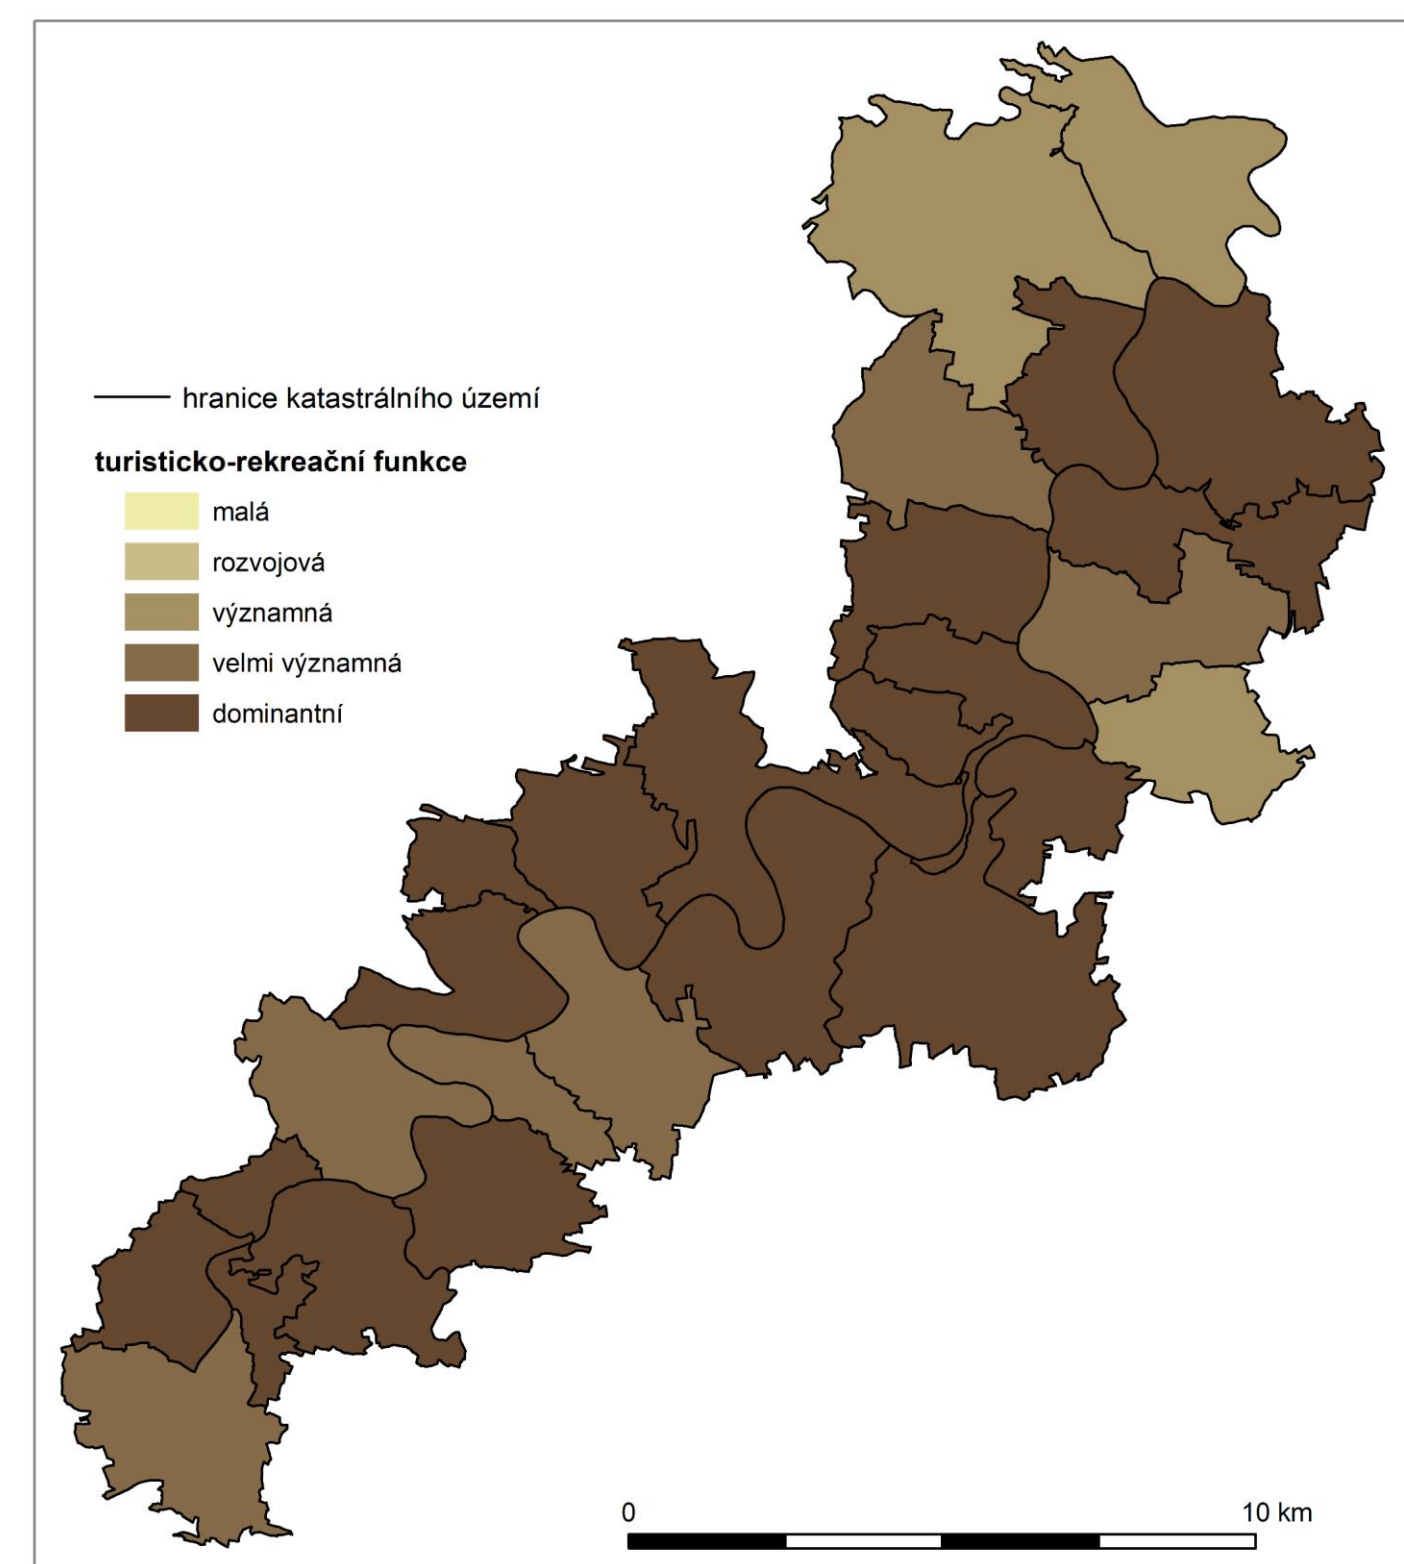 hranice katastrálního území
turisticko-rekreační funkce
malá
rozvojová
významná
velmi významná
dominantní
0 10 km